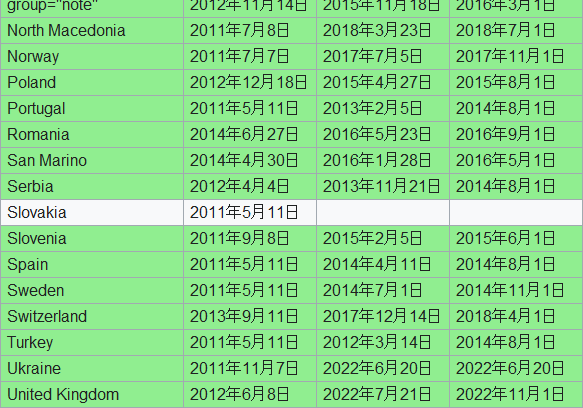 group="note" 2012年11月14日 2015年11月18日 2016年3月1日
North Macedonia 2011年7月8日 2018年3月23日 2018年7月1日
Norway 2011年7月7日 2017年7月5日 2017年11月1日
Poland 2012年12月18日 2015年4月27日 2015年8月1日
Portugal 2011年5月11日 2013年2月5日 2014年8月1日
Romania 2014年6月27日 2016年5月23日 2016年9月1日
San Marino 2014年4月30日 2016年1月28日 2016年5月1日
Serbia 2012年4月4日 2013年11月21日 2014年8月1日
Slovakia 2011年5月11日
Slovenia 2011年9月8日 2015年2月5日 2015年6月1日
Spain 2011年5月11日 2014年4月11日 2014年8月1日
Sweden 2011年5月11日 2014年7月1日 2014年11月1日
Switzerland 2013年9月11日 2017年12月14日 2018年4月1日
Turkey 2011年5月11日 2012年3月14日 2014年8月1日
Ukraine 2011年11月7日 2022年6月20日 2022年6月20日
United Kingdom 2012年6月8日 2022年7月21日 2022年11月1日